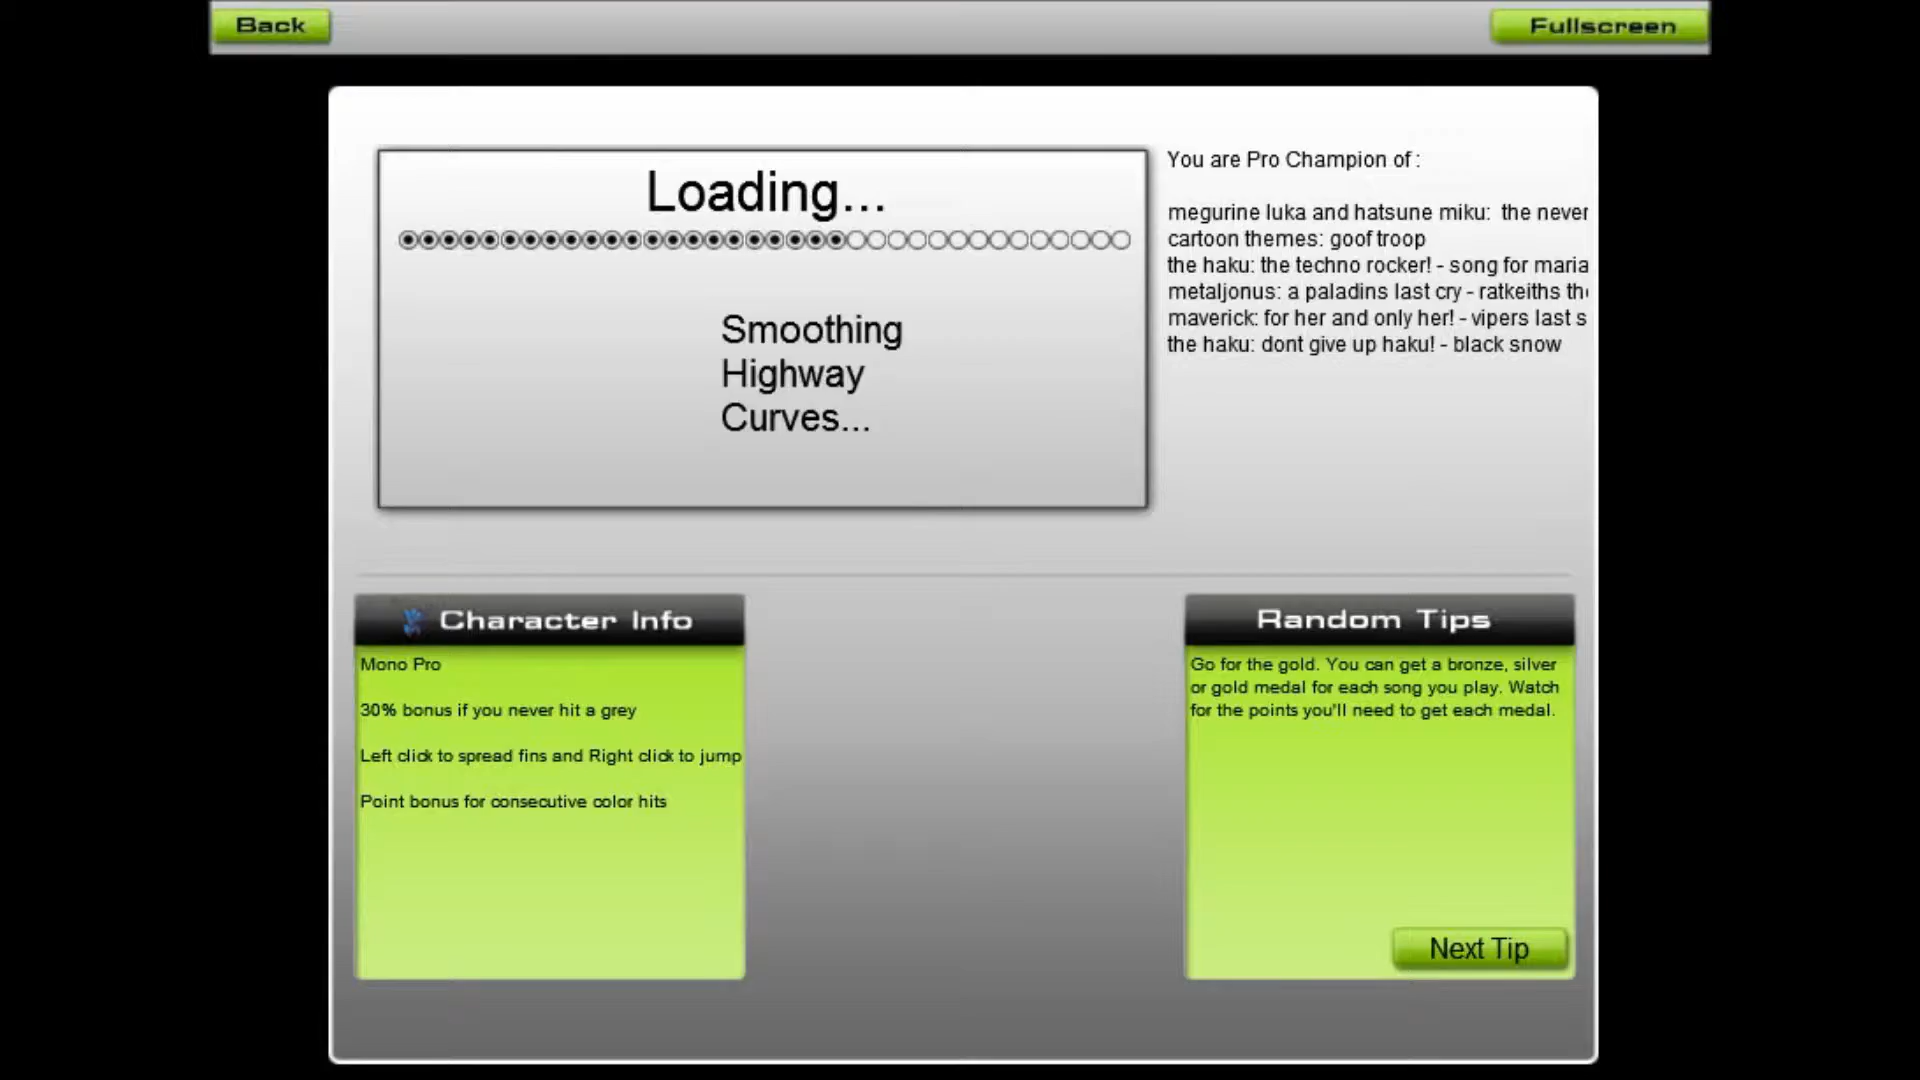 Back
Fullscreen
Loading...
Smoothing
Highway
Curves...
You are Pro Champion of :
megurine luka and hatsune miku:  the never
cartoon themes: goof troop
the haku: the techno rocker! - song for maria
metaljonus: a paladins last cry - ratkeiths
maverick: for her and only her! - vipers last s
the haku: dont give up haku! - black snow
Character Info
Mono Pro
30% bonus if you never hit a grey
Left click to spread fins and Right click to jump
Point bonus for consecutive color hits
Random Tips
Go for the gold. You can get a bronze, silver
or gold medal for each song you play. Watch
for the points you'll need to get each medal.
Next Tip